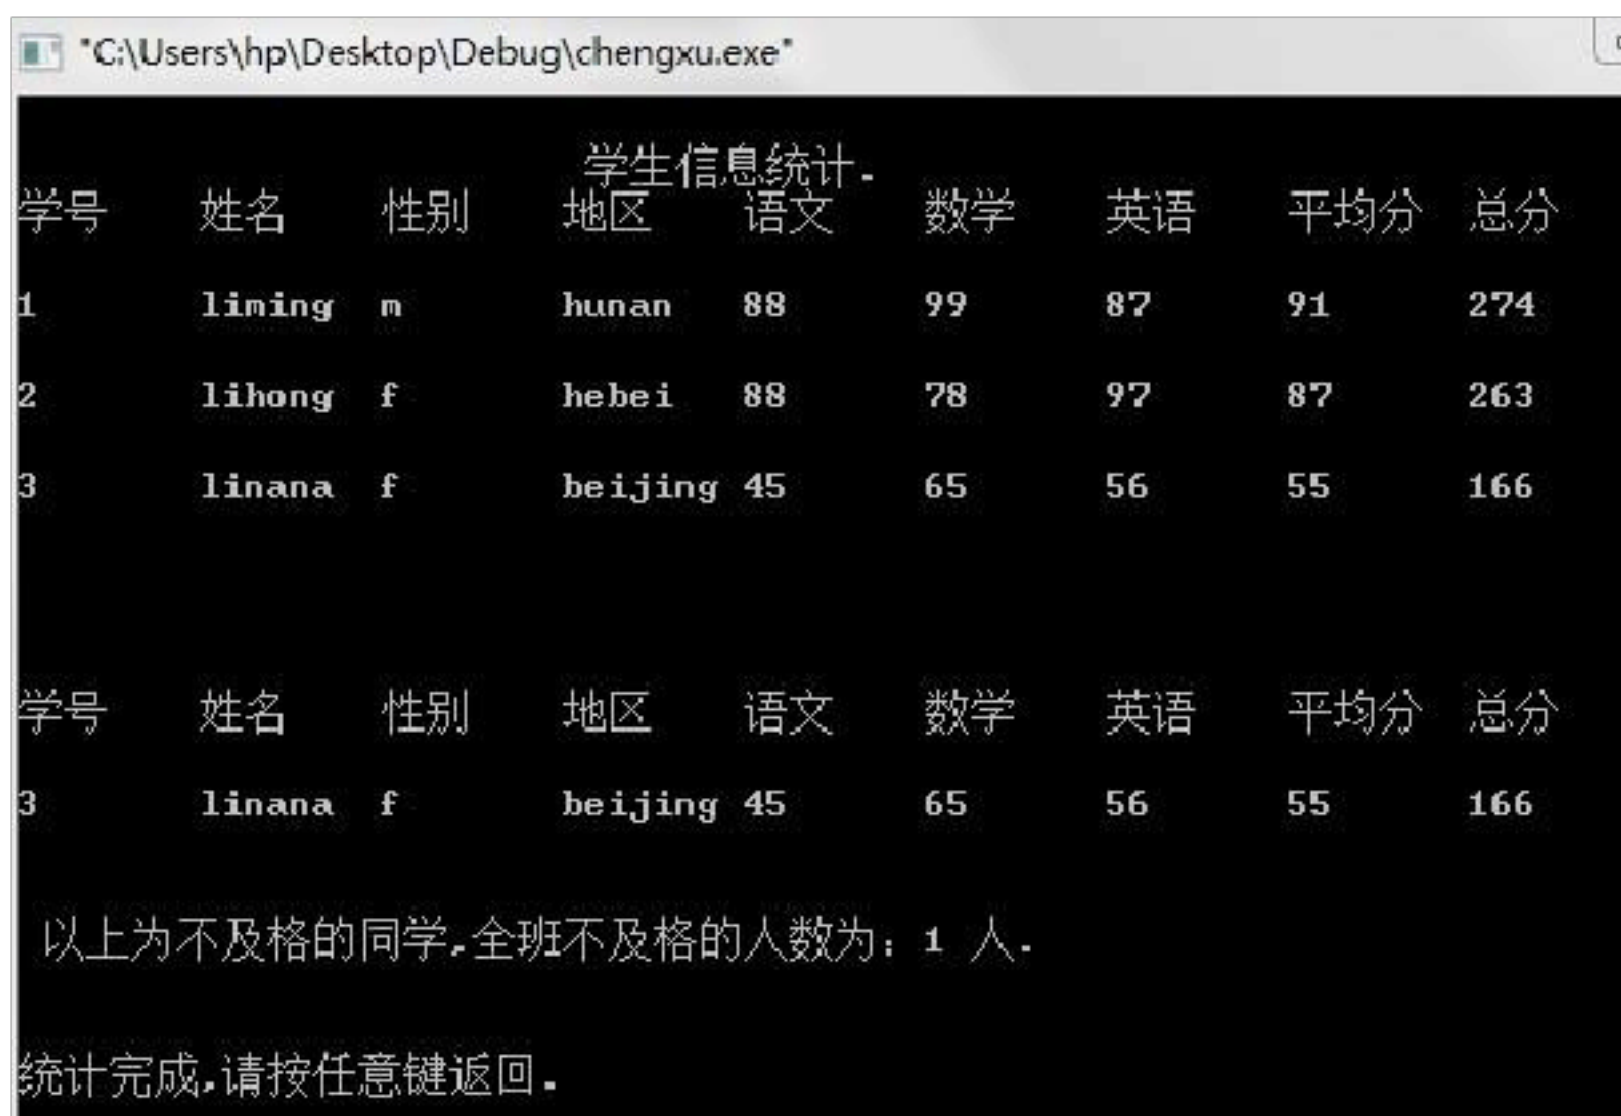 "C:\Users\hp\Desktop\Debug\chengxu.exe"
学生信息统计.
学号 姓名 性别 地区 语文 数学 英语 平均分 总分
1 liming m hunan 88 99 87 91 274
2 lihong f hebei 88 78 97 87 263
3 linana f beijing 45 65 56 55 166
学号 姓名 性别 地区 语文 数学 英语 平均分 总分
3 linana f beijing 45 65 56 55 166
以上为不及格的同学,全班不及格的人数为: 1 人.
统计完成,请按任意键返回.